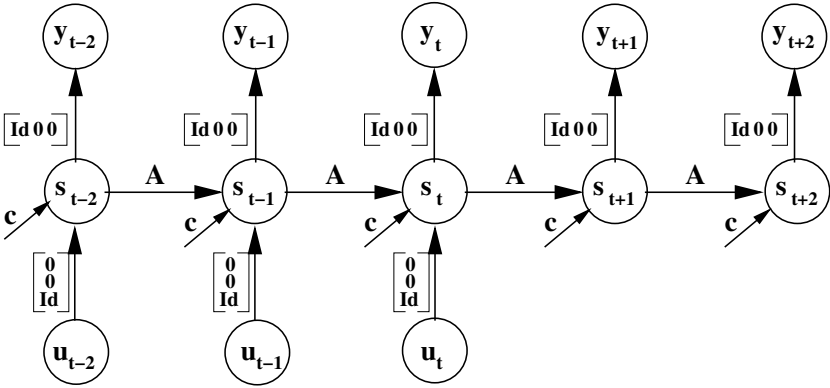 y t−2 y t−1 y t y t+1 y t+2
[Id 0 0] [Id 0 0] [Id 0 0] [Id 0 0] [Id 0 0]
A A A A
s t−2 s t−1 s t s t+1 s t+2
c c c c c
0 0 0
0 0 0
Id Id Id
u t−2 u t−1 u t